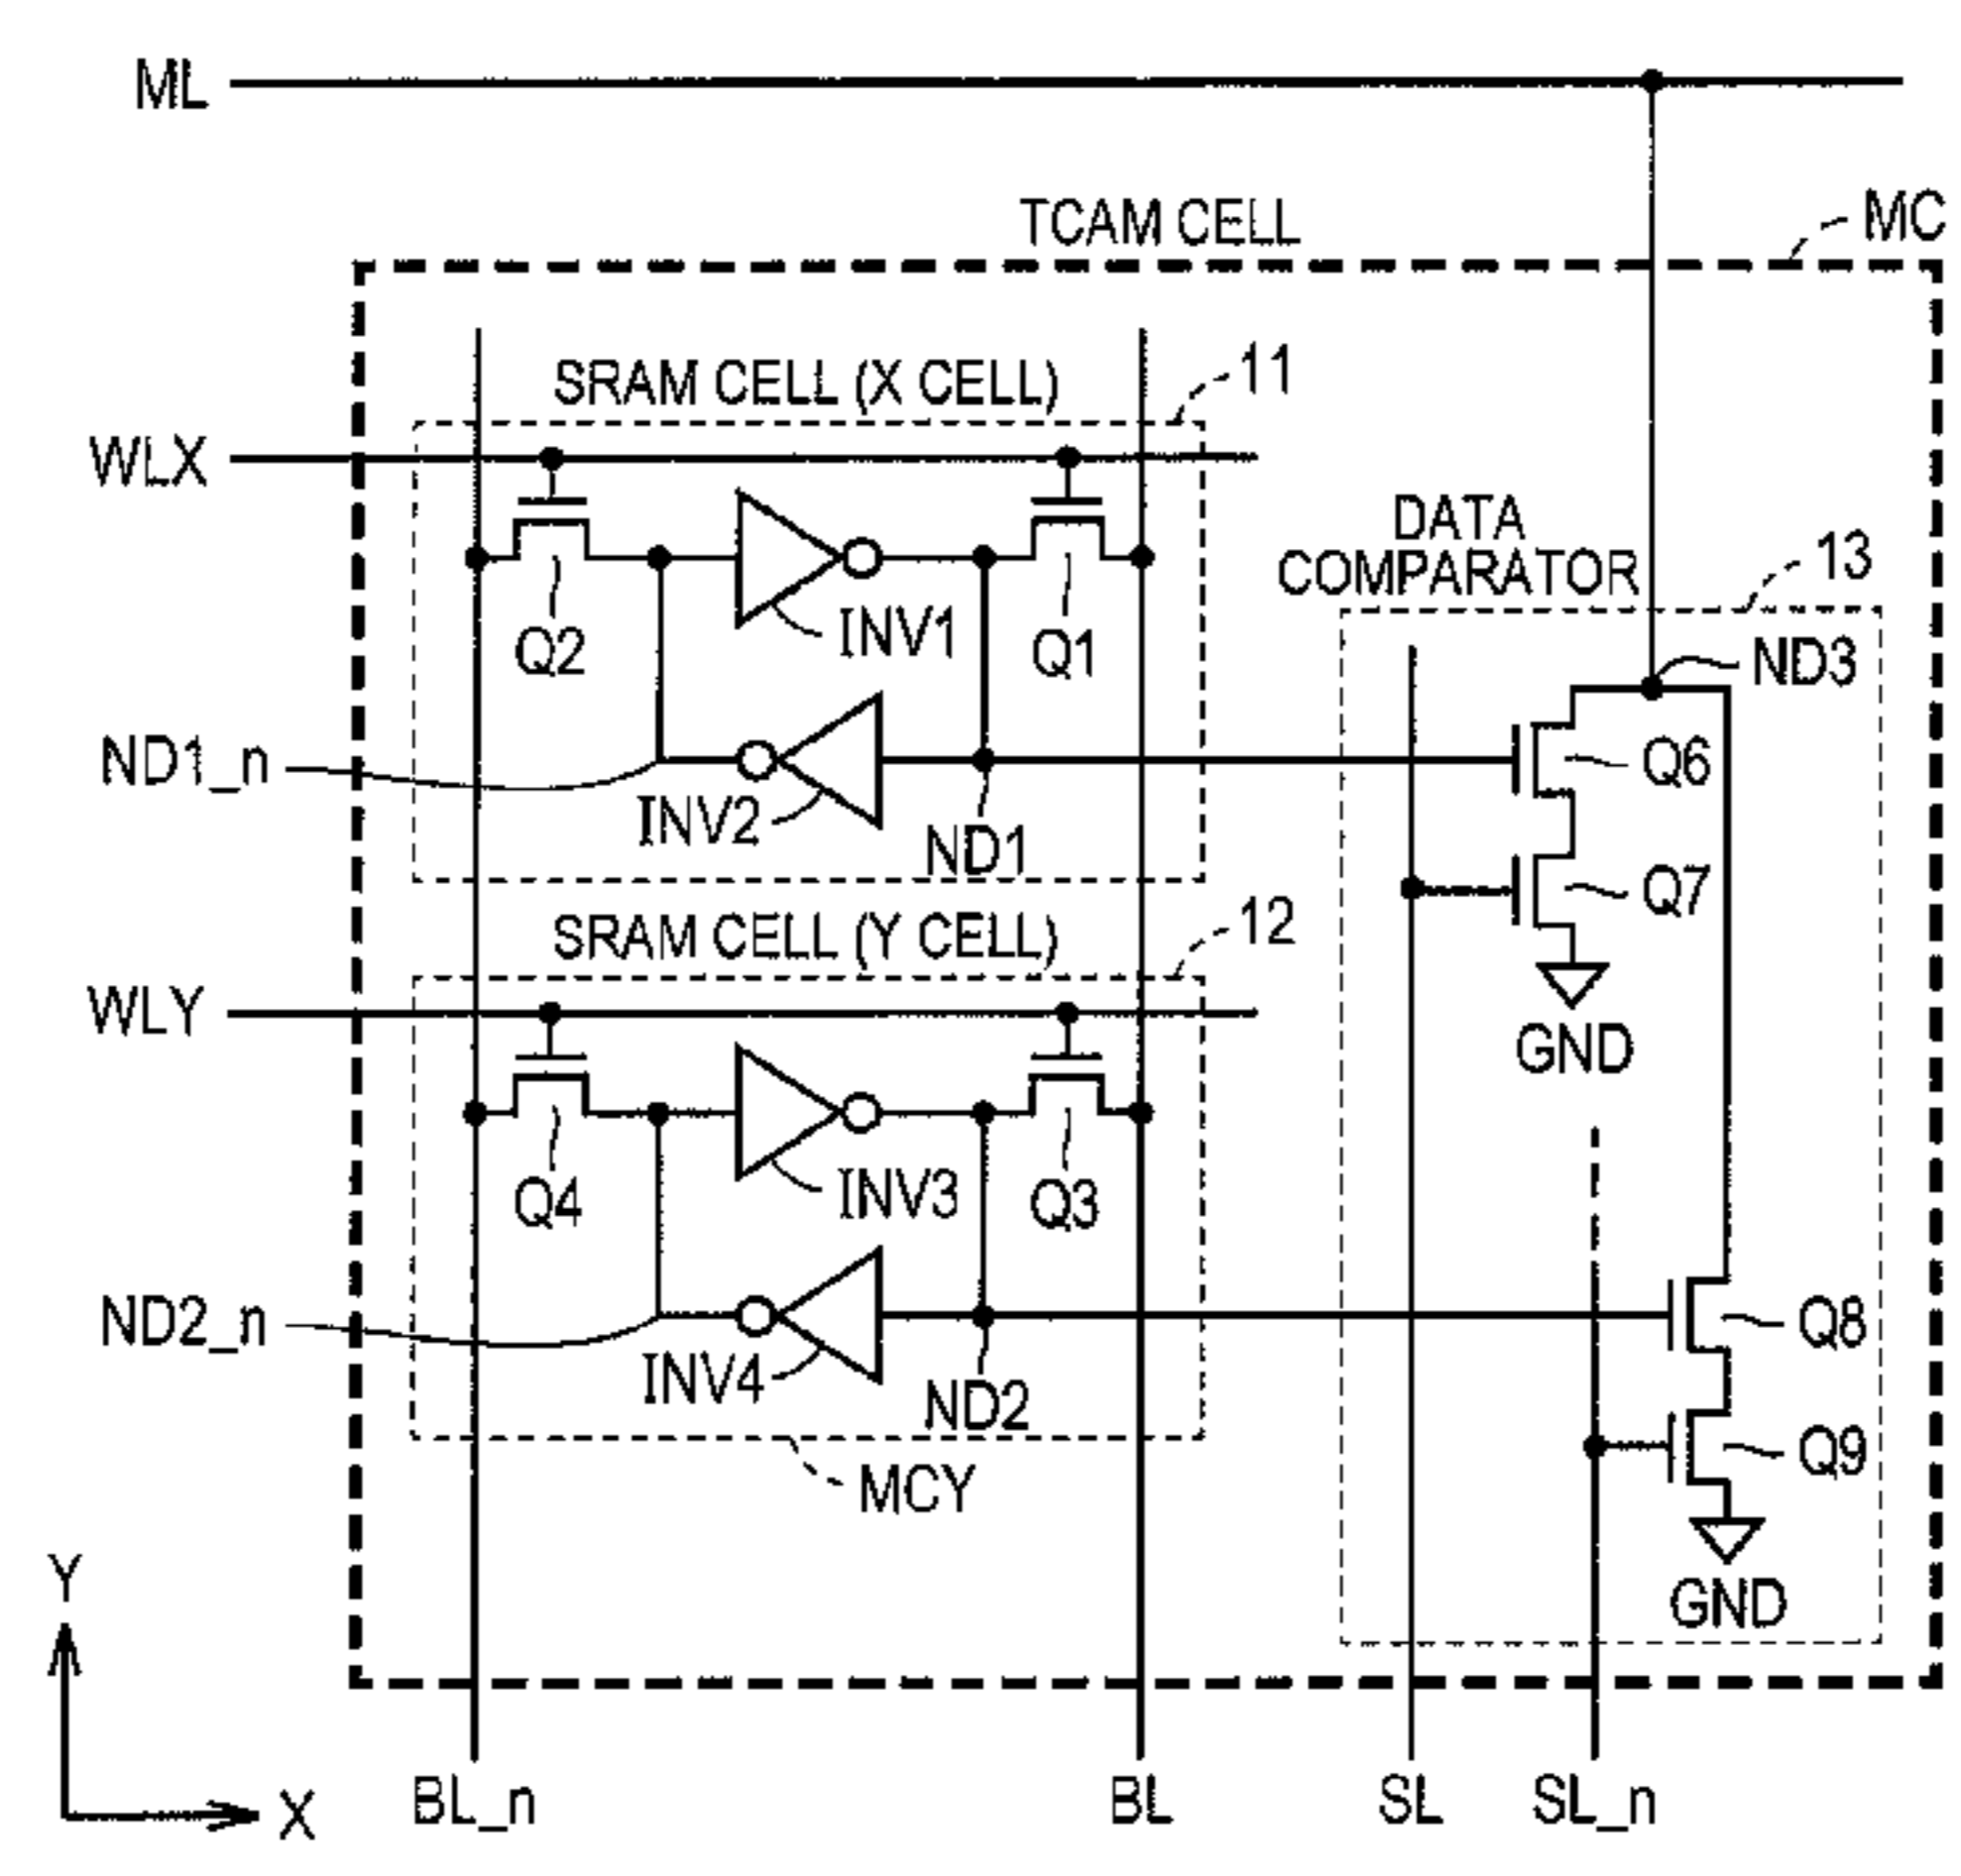 ML
TCAM CELL
MC
SRAM CELL (X CELL)
11
WLX
DATA
COMPARATOR
13
Q2
INV1
Q1
ND3
ND1_n
Q6
INV2
ND1
Q7
SRAM CELL (Y CELL)
12
WLY
GND
Q4
INV3
Q3
ND2_n
Q8
INV4
ND2
Q9
MCY
GND
Y
X
BL_n
BL
SL
SL_n